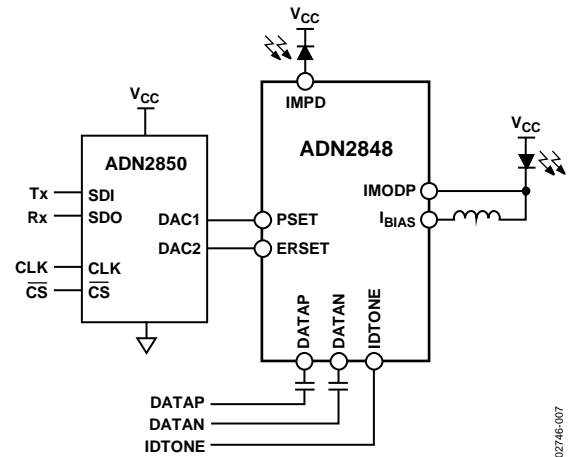 VCC
IMPD
VCC
ADN2850
ADN2848
VCC
Tx
SDI
Rx
SDO
DAC1
PSET
IMODP
IBIAS
DAC2
ERSET
CLK
CLK
CS
CS
DATAP
DATAN
IDTONE
DATAP
DATAN
IDTONE
02746-007